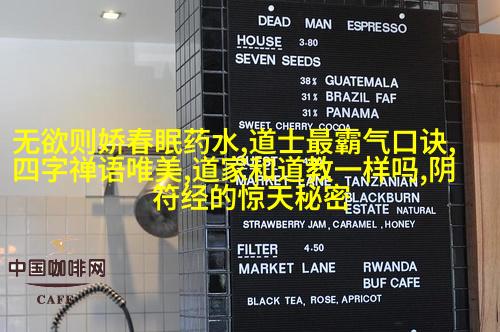 DEAD MAN ESPRESSO
HOUSE 3-80
SEVEN SEEDS
38% GUATEMALA
31% BRAZIL FAF
31% PANAMA
SWEET CHERRY COCOA
无欲则娇春眠药水,道士最霸气口诀,
四字禅语唯美,道家和道教一样吗,阴
符经的惊天秘密
MARKET LANE, TANZANIAN
BLACKBURN
ESTATE NATURAL
STRAWBERRY JAM, CARAMEL, HONEY
FILTER 4-50
MARKET LANE RWANDA
BUF CAFE
BLACK TEA, ROSE, APRICOT
中国咖啡网
CAFE